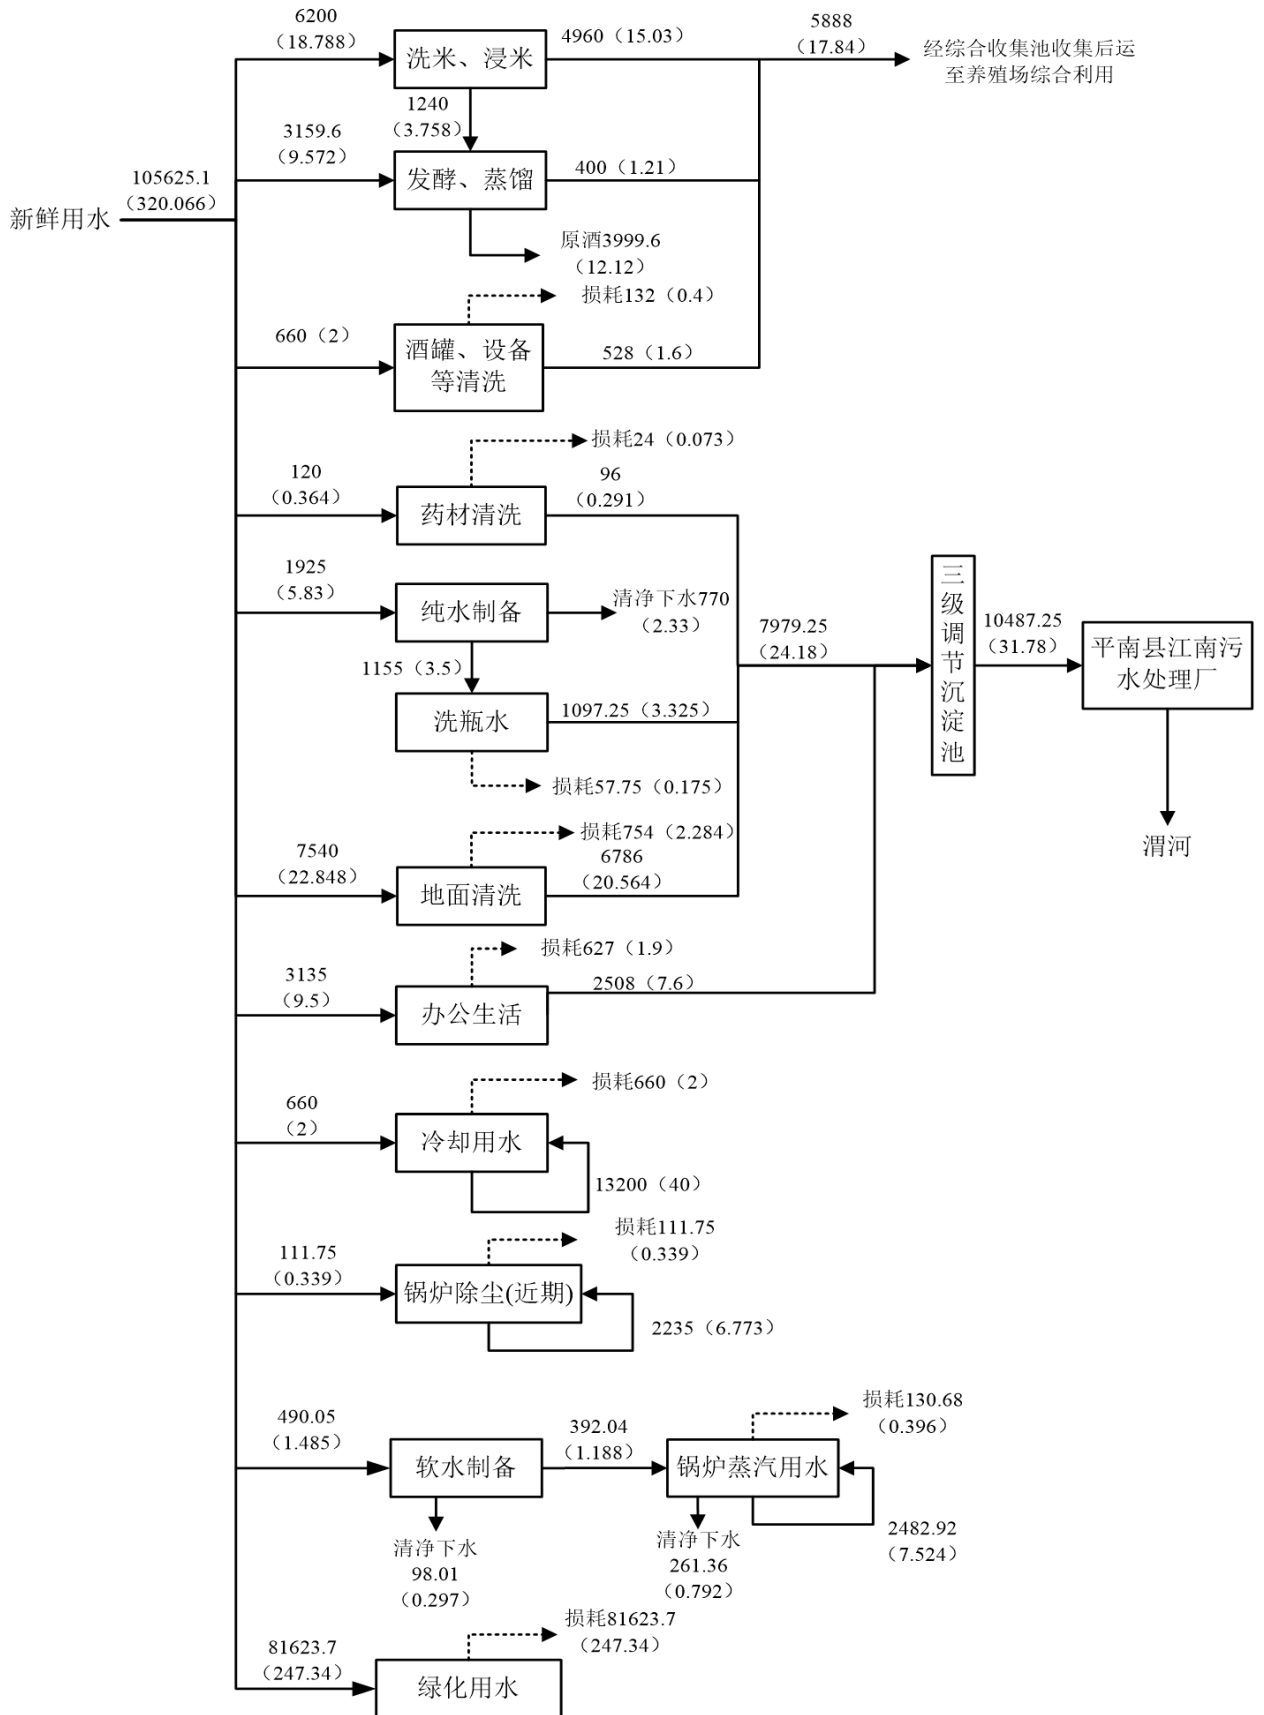 6200
（18.788）
洗米、浸米
4960（15.03）
5888
（17.84）
经综合收集池收集后运
至养殖场综合利用
1240
（3.758）
3159.6
（9.572）
发酵、蒸馏
400（1.21）
105625.1
（320.066）
新鲜用水
原酒3999.6
（12.12）
损耗132（0.4）
660（2）
酒罐、设备
等清洗
528（1.6）
损耗24（0.073）
120
（0.364）
药材清洗
96
（0.291）
1925
（5.83）
纯水制备
清净下水770
（2.33）
1155（3.5）
洗瓶水
1097.25（3.325）
损耗57.75（0.175）
7979.25
（24.18）
三级调节沉淀池
10487.25
（31.78）
平南县江南污
水处理厂
渭河
损耗754（2.284）
7540
（22.848）
地面清洗
6786
（20.564）
损耗627（1.9）
3135
（9.5）
办公生活
2508（7.6）
损耗660（2）
660
（2）
冷却用水
13200（40）
损耗111.75
（0.339）
111.75
（0.339）
锅炉除尘(近期)
2235（6.773）
490.05
（1.485）
软水制备
392.04
（1.188）
锅炉蒸汽用水
损耗130.68
（0.396）
2482.92
（7.524）
清净下水
98.01
（0.297）
清净下水
261.36
（0.792）
损耗81623.7
（247.34）
81623.7
（247.34）
绿化用水